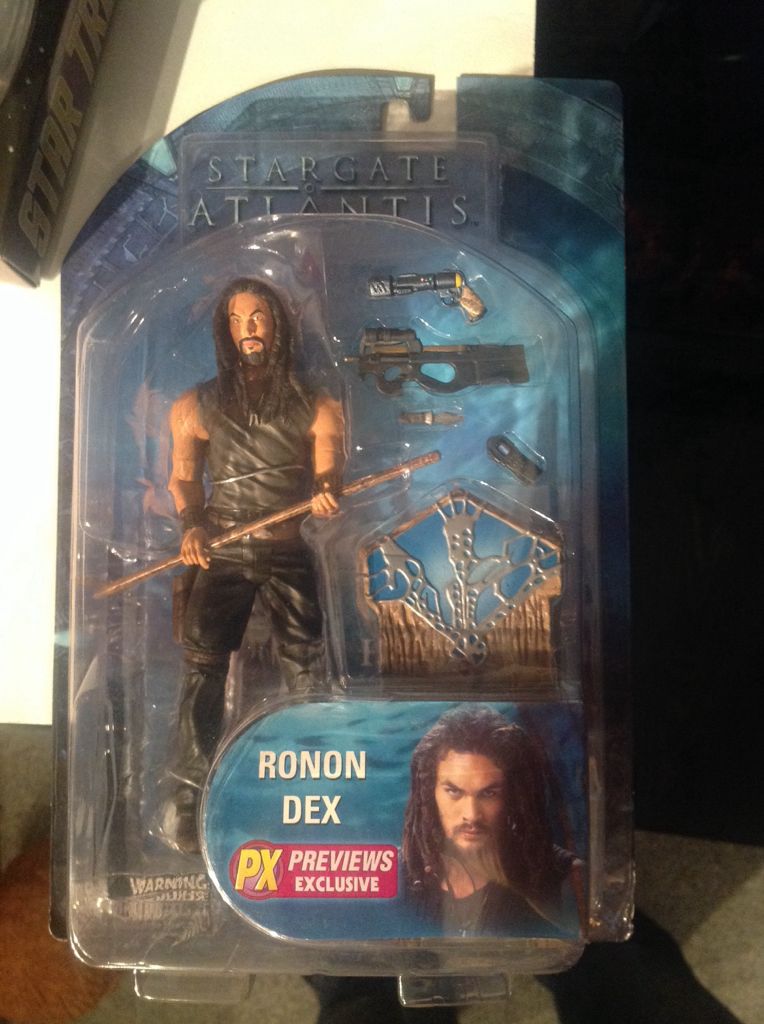 STAR TR
STARGATE
ATLANTIS
RONON
DEX
PX PREVIEWS
EXCLUSIVE
WARNING